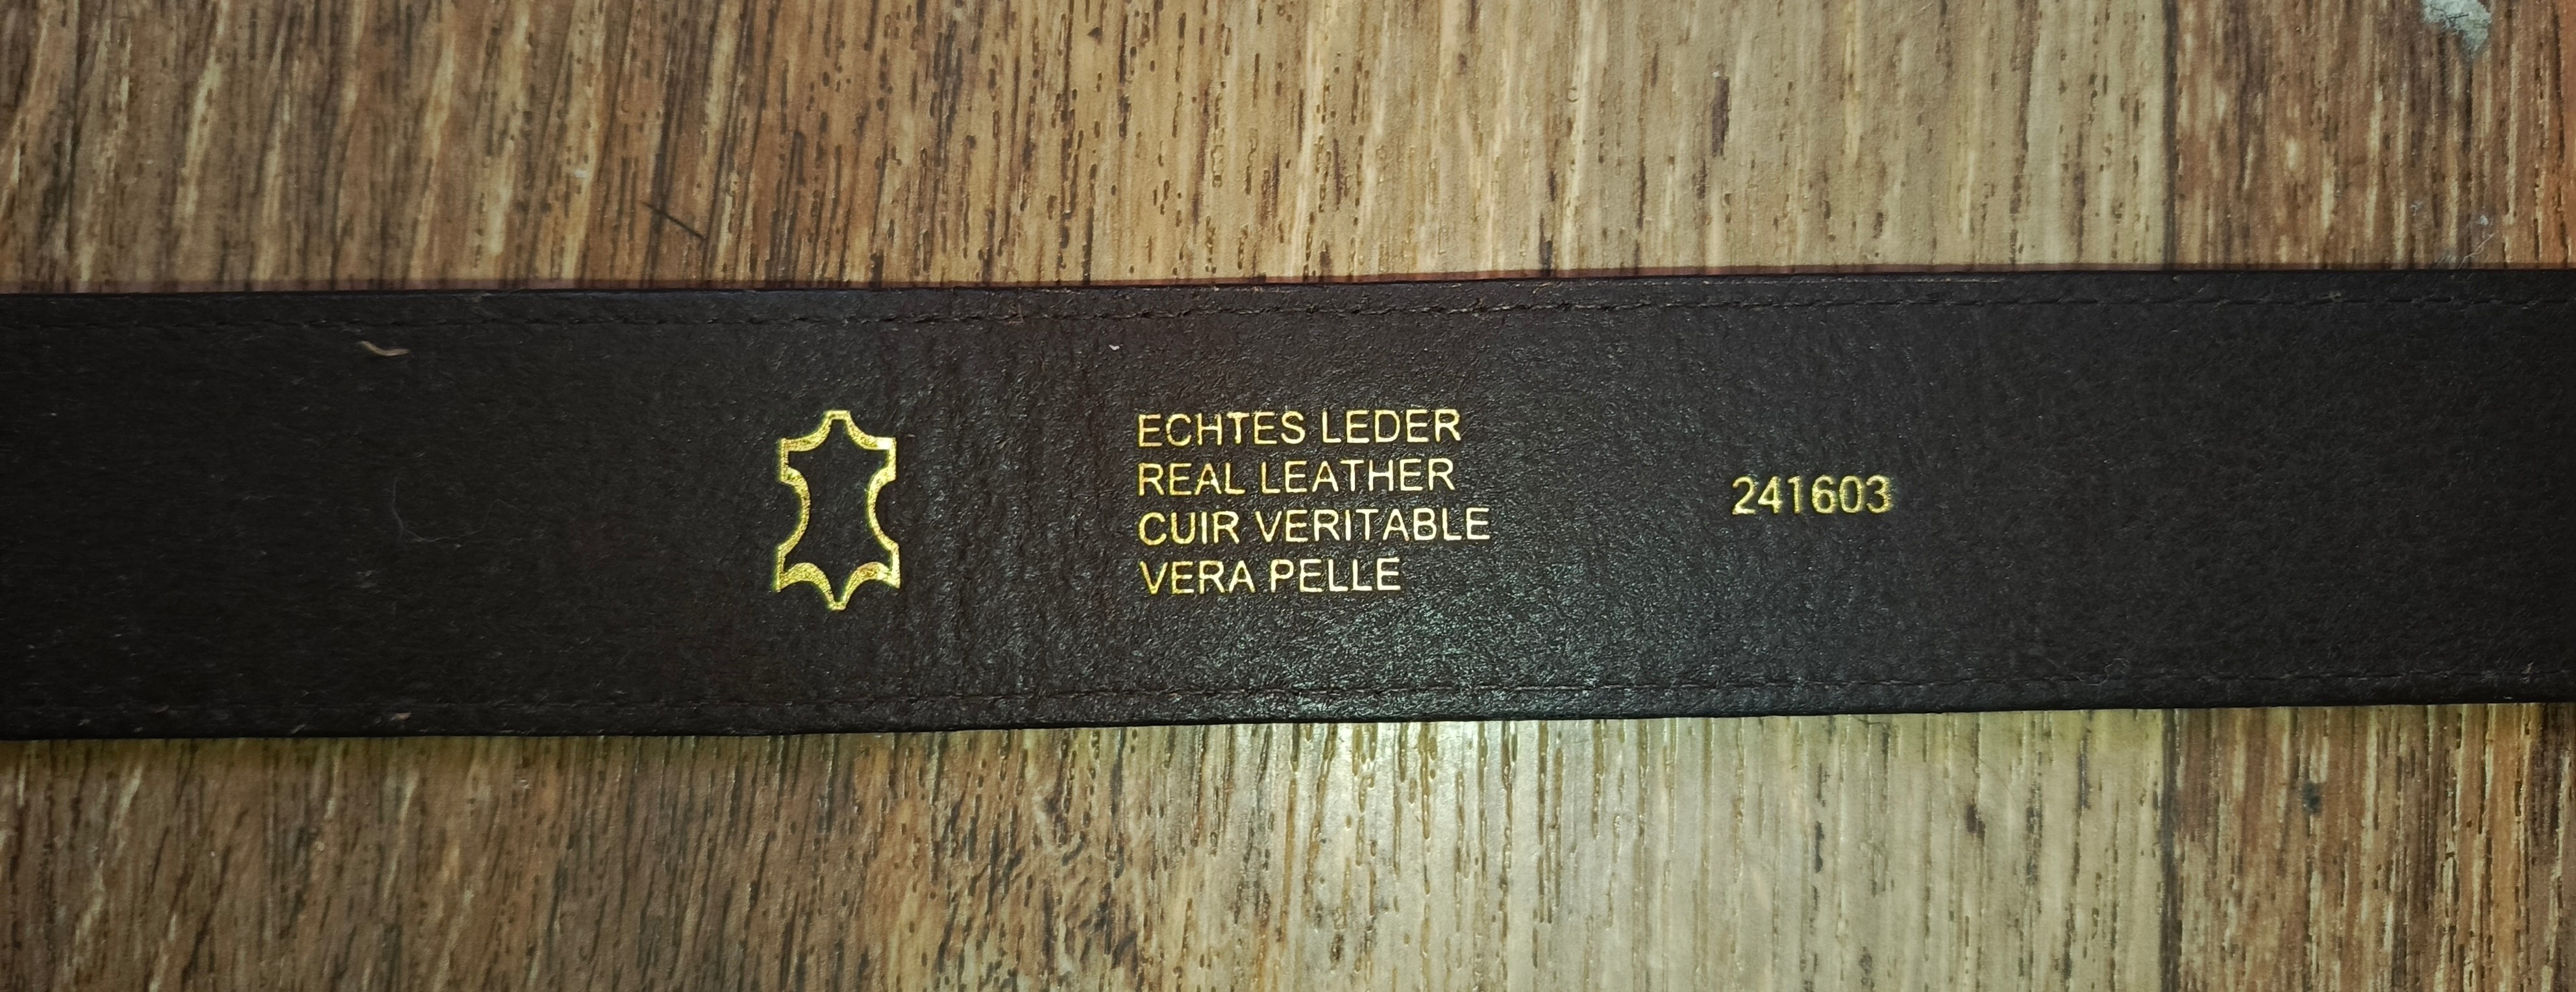 ECHTES LEDER
REAL LEATHER
CUIR VERITABLE
VERA PELLE
241603